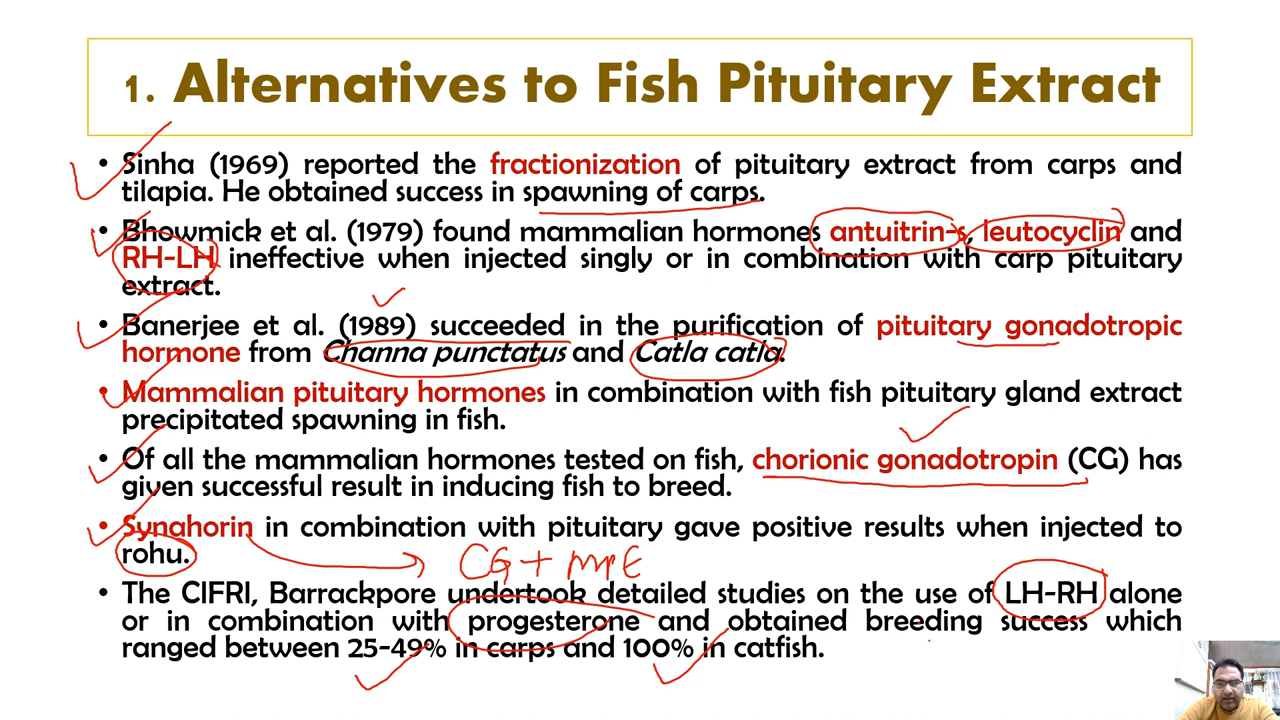 1. Alternatives to Fish Pituitary Extract
• Sinha (1969) reported the fractionization of pituitary extract from carps and
tilapia. He obtained success in spawning of carps.
• Bhowmick et al. (1979) found mammalian hormones antuitrin-s, leutocyclin and
RH-LH ineffective when injected singly or in combination with carp pituitary
extract.
• Banerjee et al. (1989) succeeded in the purification of pituitary gonadotropic
hormone from Channa punctatus and Catla catla.
• Mammalian pituitary hormones in combination with fish pituitary gland extract
precipitated spawning in fish.
• Of all the mammalian hormones tested on fish, chorionic gonadotropin (CG) has
given successful result in inducing fish to breed.
• Synahorin in combination with pituitary gave positive results when injected to
rohu.
CG + MPE
• The CIFRI, Barrackpore undertook detailed studies on the use of LH-RH alone
or in combination with progesterone and obtained breeding success which
ranged between 25-49% in carps and 100% in catfish.